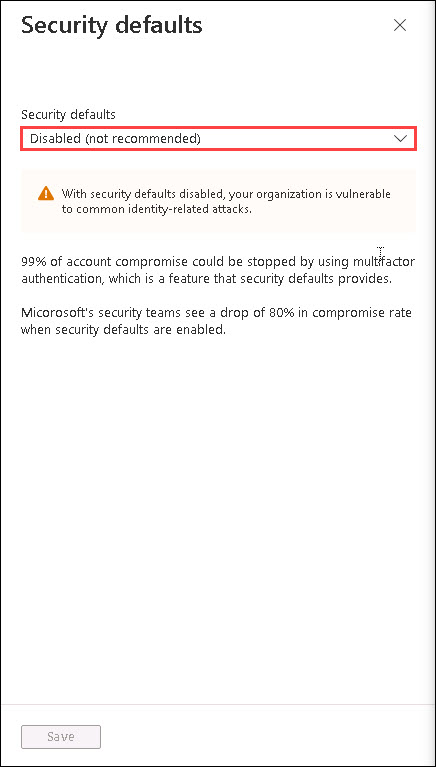 Security defaults
Security defaults
Disabled (not recommended)
With security defaults disabled, your organization is vulnerable
to common identity-related attacks.
99% of account compromise could be stopped by using multifactor
authentication, which is a feature that security defaults provides.
Micorosoft's security teams see a drop of 80% in compromise rate
when security defaults are enabled.
Save